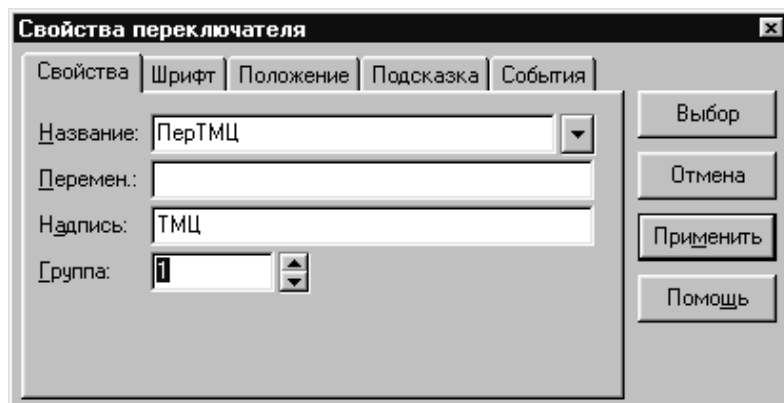 Свойства переключателя
Свойства Шрифт Положение Подсказка События
Название: ПерТМЦ
Перемен.:
Надпись: ТМЦ
Группа: 1
Выбор
Отмена
Применить
Помощь